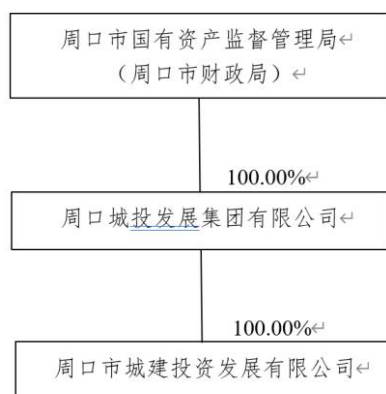 周口市国有资产监督管理局↵
（周口市财政局）↵
100.00%↵
周口城投发展集团有限公司↵
100.00%↵
周口市城建投资发展有限公司↵